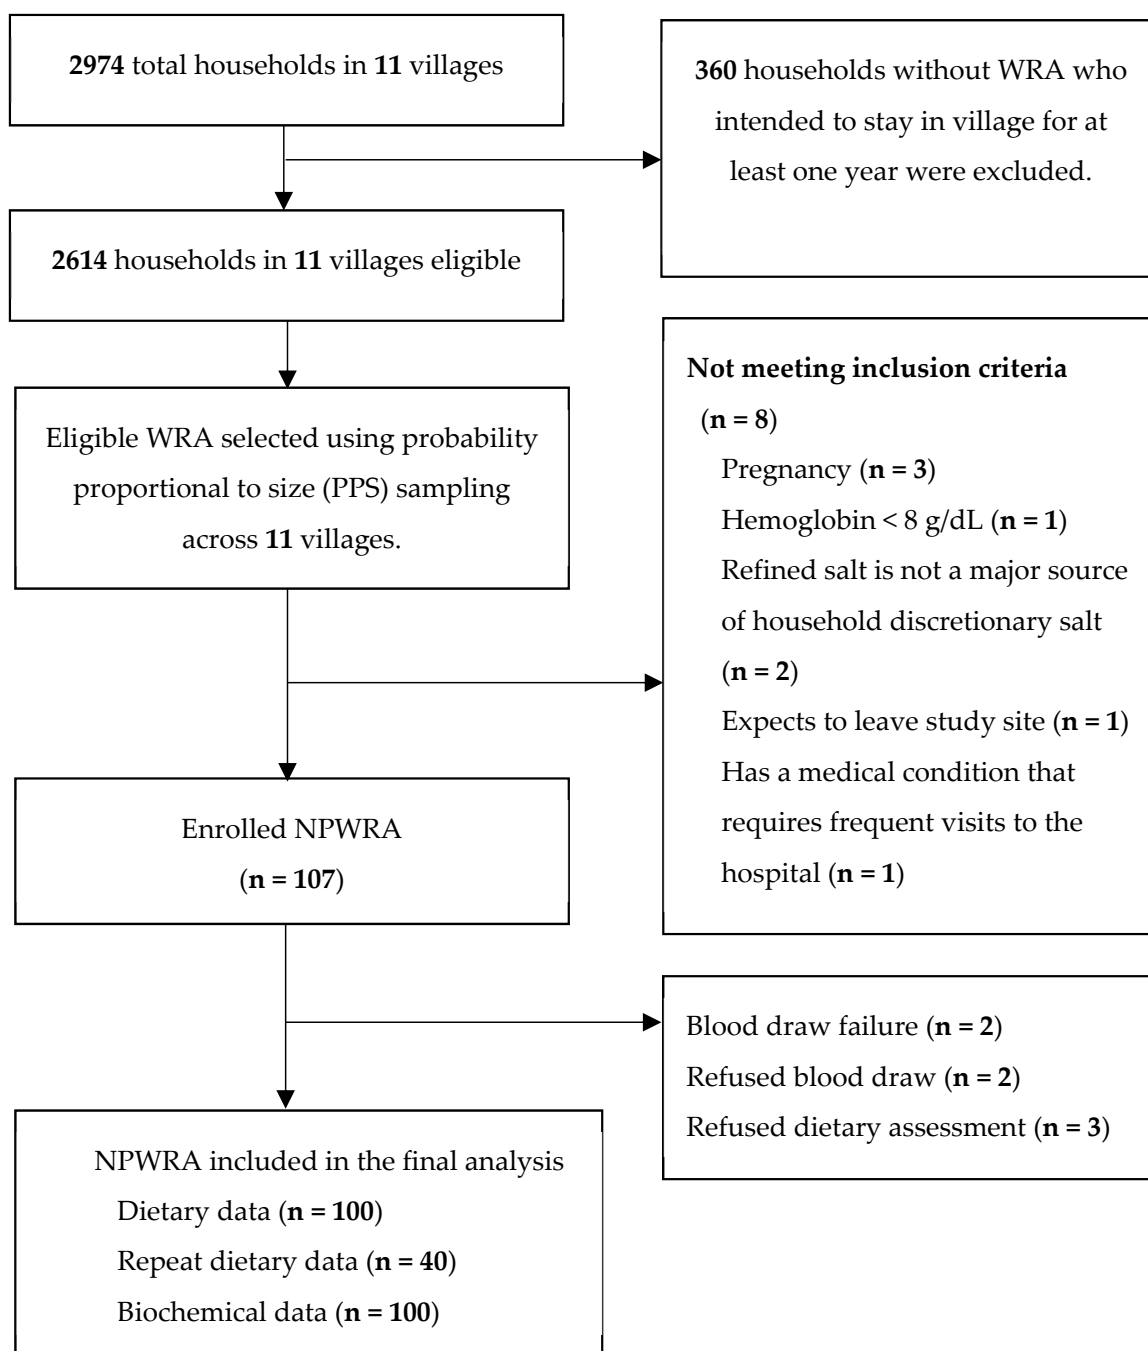 2974 total households in 11 villages
360 households without WRA who
intended to stay in village for at
least one year were excluded.
2614 households in 11 villages eligible
Eligible WRA selected using probability
proportional to size (PPS) sampling
across 11 villages.
Not meeting inclusion criteria
(n = 8)
Pregnancy (n = 3)
Hemoglobin < 8 g/dL (n = 1)
Refined salt is not a major source
of household discretionary salt
(n = 2)
Expects to leave study site (n = 1)
Has a medical condition that
requires frequent visits to the
hospital (n = 1)
Enrolled NPWRA
(n = 107)
Blood draw failure (n = 2)
Refused blood draw (n = 2)
Refused dietary assessment (n = 3)
NPWRA included in the final analysis
Dietary data (n = 100)
Repeat dietary data (n = 40)
Biochemical data (n = 100)